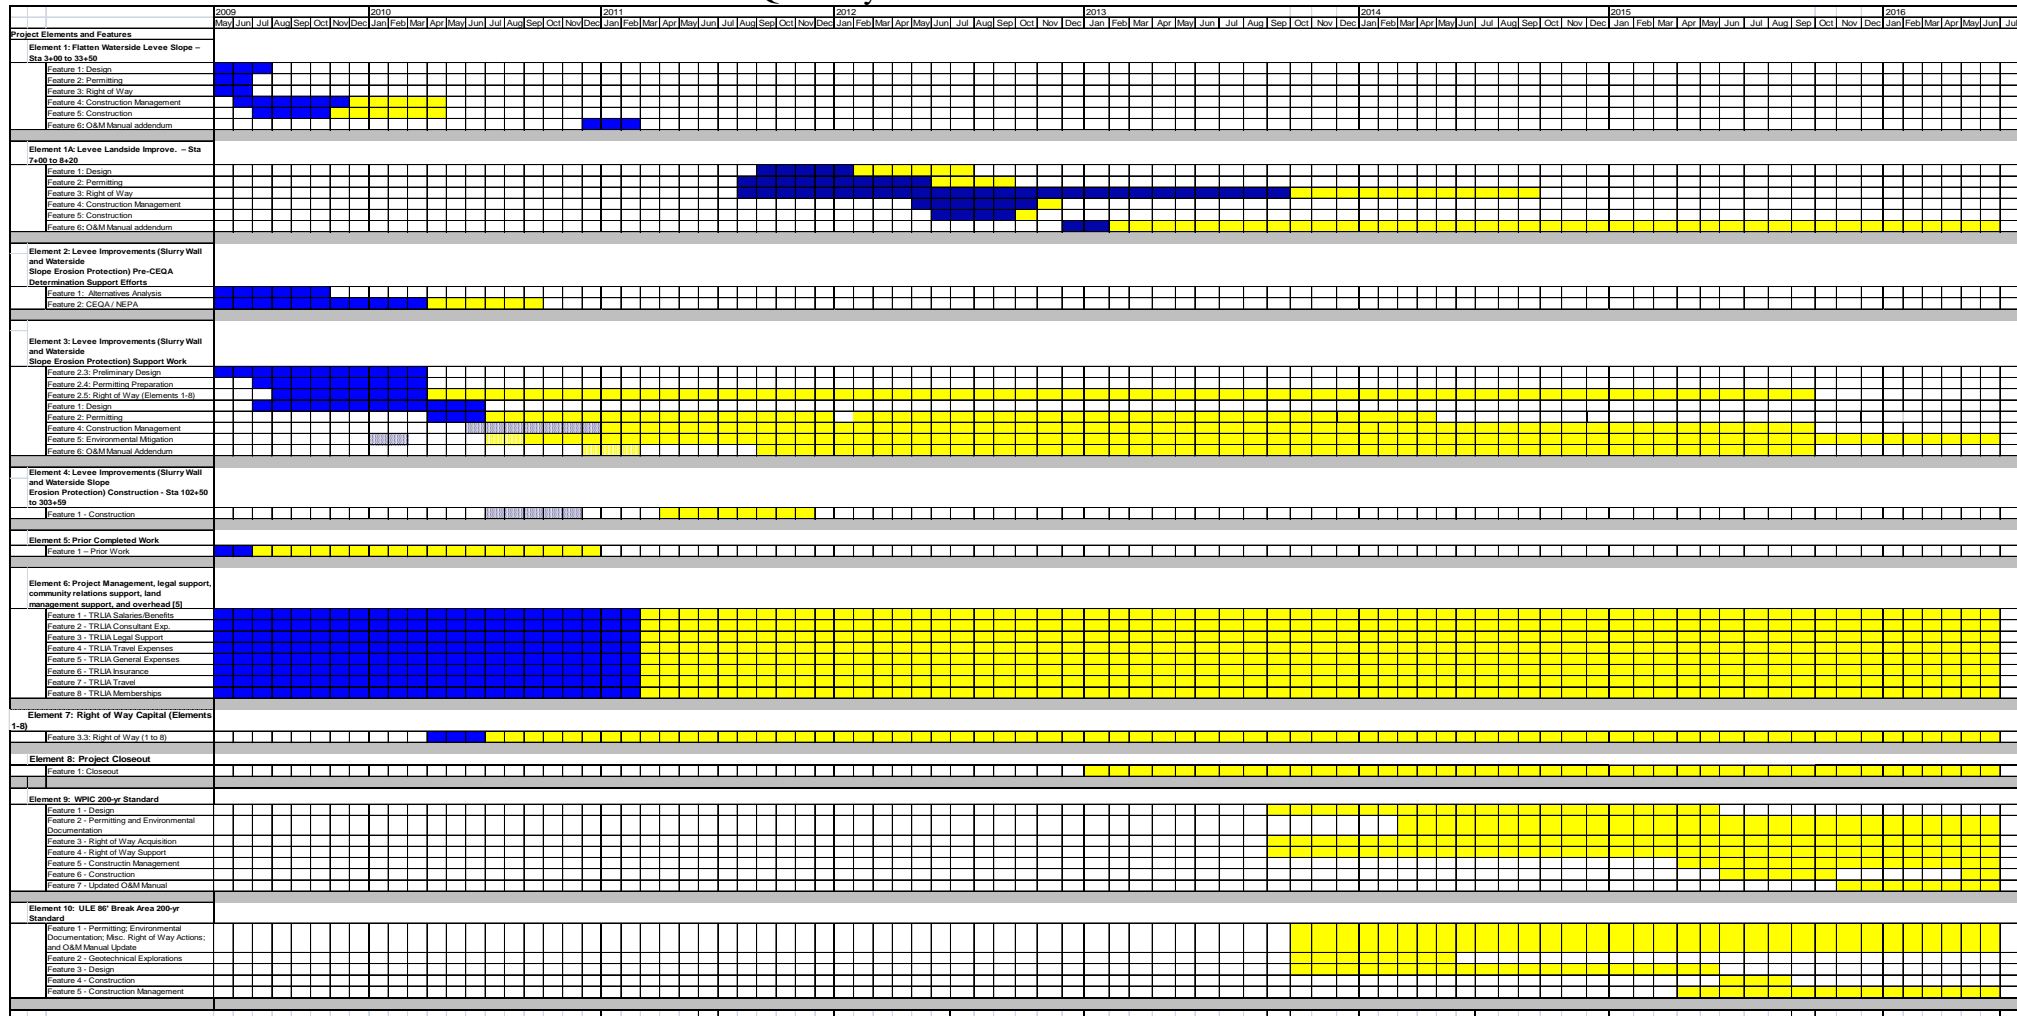 2009 2010 2011 2012 2013 2014 2015 2016
May Jun Jul Aug Sep Oct Nov Dec Jan Feb Mar Apr May Jun Jul Aug Sep Oct Nov Dec Jan Feb Mar Apr May Jun Jul Aug Sep Oct Nov Dec Jan Feb Mar Apr May Jun Jul Aug Sep Oct Nov Dec Jan Feb Mar Apr May Jun Jul Aug Sep Oct Nov Dec Jan Feb Mar Apr May Jun Jul Aug Sep Oct Nov Dec Jan Feb Mar Apr May Jun Jul Aug Sep Oct Nov Dec Jan Feb Mar Apr May Jun Jul
Project Elements and Features
Element 1: Flatten Waterside Levee Slope –
Sta 3+00 to 33+50
Feature 1: Design
Feature 2: Permitting
Feature 3: Right of Way
Feature 4: Construction Management
Feature 5: Construction
Feature 6: O&M Manual addendum
Element 1A: Levee Landside Improve. – Sta
7+00 to 8+20
Feature 1: Design
Feature 2: Permitting
Feature 3: Right of Way
Feature 4: Construction Management
Feature 5: Construction
Feature 6: O&M Manual addendum
Element 2: Levee Improvements (Slurry Wall
and Waterside
Slope Erosion Protection) Pre-CEQA
Determination Support Efforts
Feature 1: Alternatives Analysis
Feature 2: CEQA / NEPA
Element 3: Levee Improvements (Slurry Wall
and Waterside
Slope Erosion Protection) Support Work
Feature 2.3: Preliminary Design
Feature 2.4: Permitting Preparation
Feature 2.5: Right of Way (Elements 1-8)
Feature 1: Design
Feature 2: Permitting
Feature 4: Construction Management
Feature 5: Environmental Mitigation
Feature 6: O&M Manual Addendum
Element 4: Levee Improvements (Slurry Wall
and Waterside Slope
Erosion Protection) Construction - Sta 102+50
to 303+59
Feature 1 - Construction
Element 5: Prior Completed Work
Feature 1 – Prior Work
Element 6: Project Management, legal support,
community relations support, land
management support, and overhead [5]
Feature 1 - TRLIA Salaries/Benefits
Feature 2 - TRLIA Consultant Exp.
Feature 3 - TRLIA Legal Support
Feature 4 - TRLIA Travel Expenses
Feature 5 - TRLIA General Expenses
Feature 6 - TRLIA Insurance
Feature 7 - TRLIA Travel
Feature 8 - TRLIA Memberships
Element 7: Right of Way Capital (Elements
1-8)
Feature 3.3: Right of Way (1 to 8)
Element 8: Project Closeout
Feature 1: Closeout
Element 9: WPIC 200-yr Standard
Feature 1 - Design
Feature 2 - Permitting and Environmental
Documentation
Feature 3 - Right of Way Acquisition
Feature 4 - Right of Way Support
Feature 5 - Constructin Management
Feature 6 - Construction
Feature 7 - Updated O&M Manual
Element 10: ULE 86' Break Area 200-yr
Standard
Feature 1 - Permitting; Environmental
Documentation; Misc. Right of Way Actions;
and O&M Manual Update
Feature 2 - Geotechnical Explorations
Feature 3 - Design
Feature 4 - Construction
Feature 5 - Construction Management